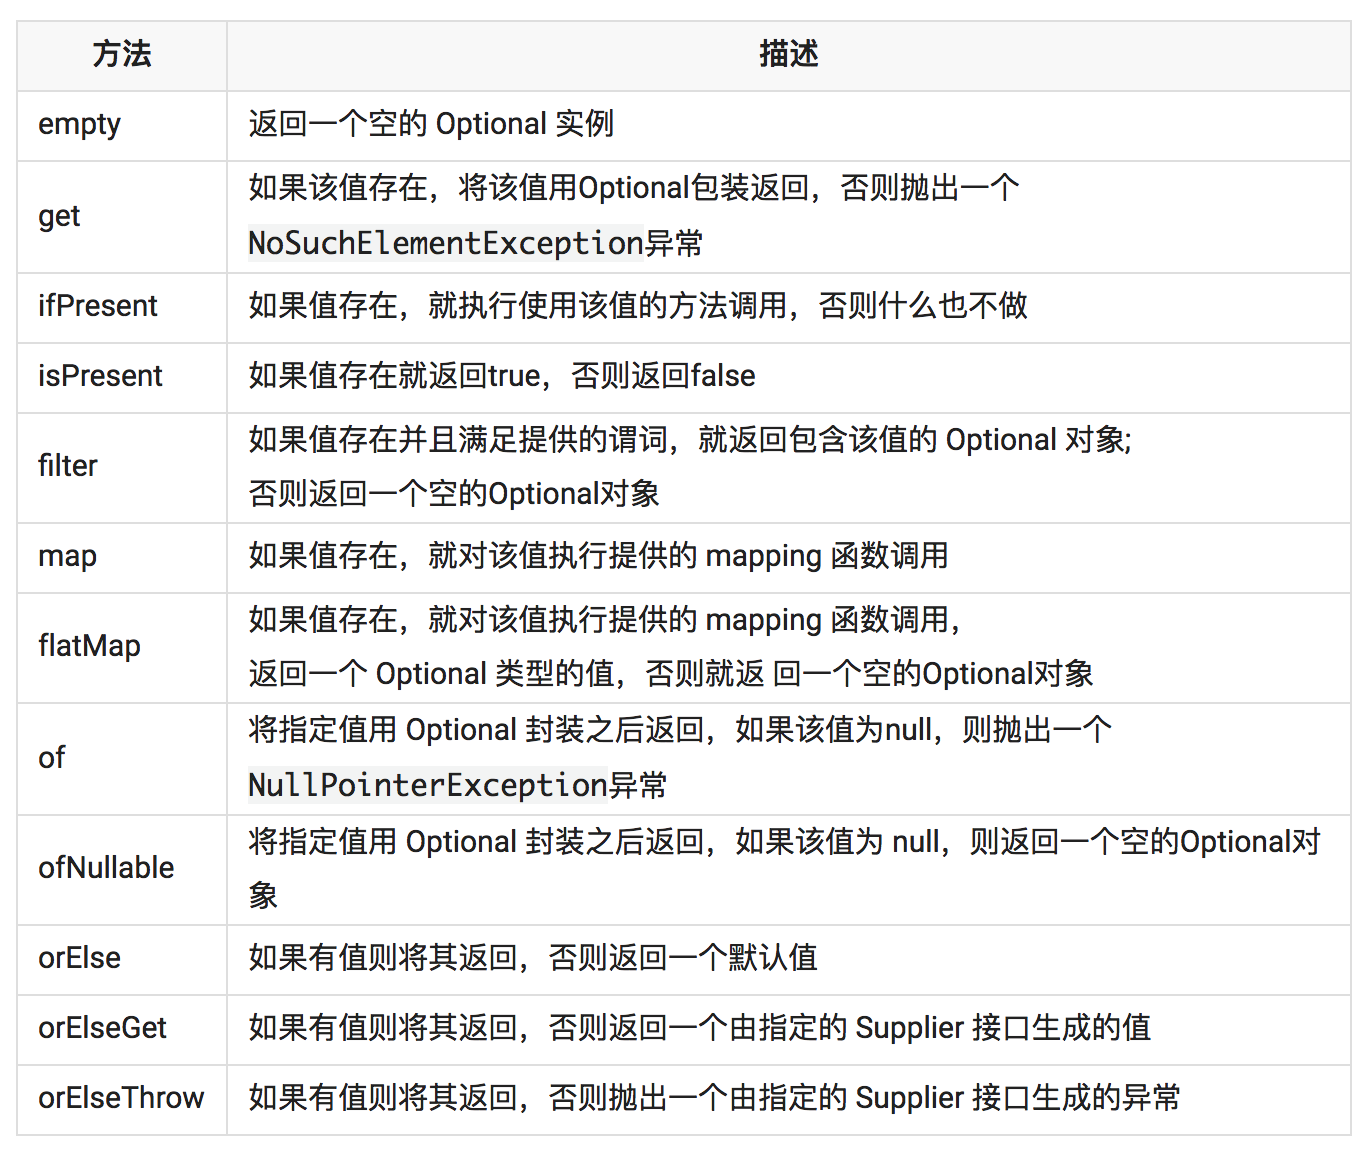 方法 描述
empty 返回一个空的 Optional 实例
get 如果该值存在，将该值用Optional包装返回，否则抛出一个
NoSuchElementException异常
ifPresent 如果值存在，就执行使用该值的方法调用，否则什么也不做
isPresent 如果值存在就返回true，否则返回false
filter 如果值存在并且满足提供的谓词，就返回包含该值的 Optional 对象;
否则返回一个空的Optional对象
map 如果值存在，就对该值执行提供的 mapping 函数调用
flatMap 如果值存在，就对该值执行提供的 mapping 函数调用，
返回一个 Optional 类型的值，否则就返 回一个空的Optional对象
of 将指定值用 Optional 封装之后返回，如果该值为null，则抛出一个
NullPointerException异常
ofNullable 将指定值用 Optional 封装之后返回，如果该值为 null，则返回一个空的Optional对
象
orElse 如果有值则将其返回，否则返回一个默认值
orElseGet 如果有值则将其返回，否则返回一个由指定的 Supplier 接口生成的值
orElseThrow 如果有值则将其返回，否则抛出一个由指定的 Supplier 接口生成的异常